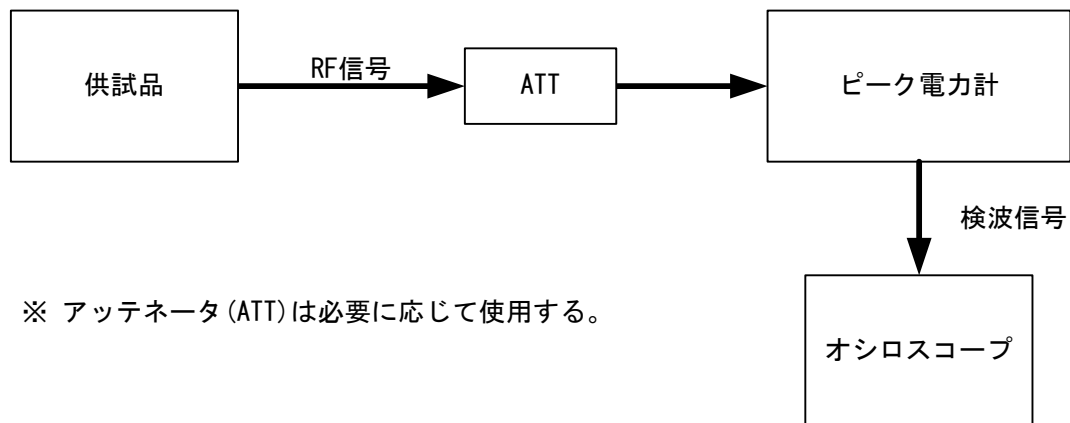 供試品
RF信号
ATT
ピーク電力計
検波信号
※ アッテネータ(ATT)は必要に応じて使用する。
オシロスコープ